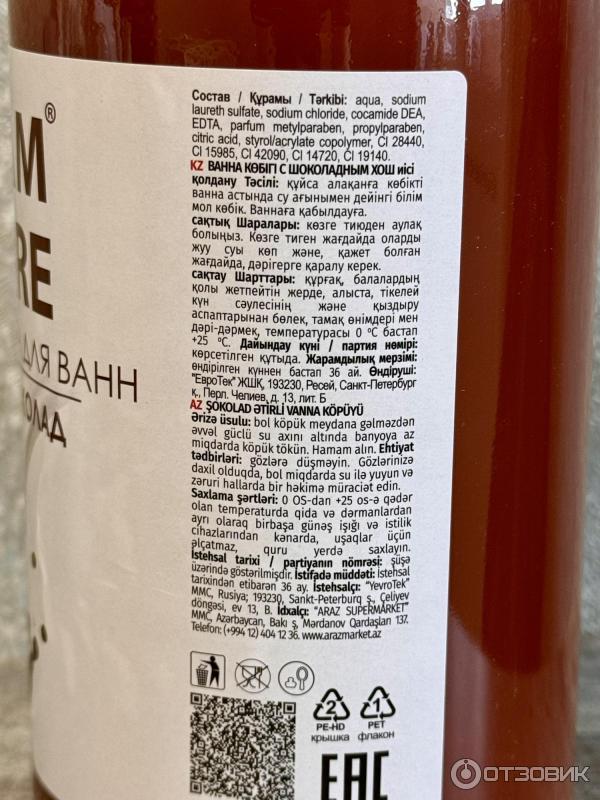 М®
RE
ДЛЯ ВАНН
ОЛАД
Состав / Құрамы / Tərkibi: aqua, sodium
laureth sulfate, sodium chloride, cocamide DEA,
EDTA, parfum metylparaben, propylparaben,
citric acid, styrol/acrylate copolymer, CI 28440,
CI 15985, CI 42090, CI 14720, CI 19140.
KZ ВАННА КӨБІГІ С ШОКОЛАДНЫМ ХОШ иісі
қолдану Тәсілі: құйса алақанға көбікті
ванна астында су ағынымен дейінгі білім
мол көбік. Ваннаға қабылдауға.
сақтық Шаралары: көзге тиюден аулақ
болыңыз. Көзге тиген жағдайда оларды
жуу суы көп және, қажет болған
жағдайда, дәрігерге қаралу керек.
сақтау Шарттары: құрғақ, балалардың
қолы жетпейтін жерде, алыста, тікелей
күн сәулесінің және қыздыру
аспаптарынан бөлек, тамақ өнімдері мен
дәрі-дәрмек, температурасы 0 °С бастап
+25 °С. Дайындау күні / партия нөмірі:
көрсетілген құтыда. Жарамдылық мерзімі:
өндірілген күннен бастап 36 ай. Өндіруші:
"ЕвроТек" ЖШҚ, 193230, Ресей, Санкт-Петербург
қ., Перл. Челиев, д. 13, лит. Б
AZ ŞOKOLAD ƏTİRLİ VANNA KÖPÜYÜ
Ərizə üsulu: bol köpük meydana gəlməzdən
əvvəl güclü su axını altında banyoya az
miqdarda köpük tökün. Hamam alın. Ehtiyat
tədbirləri: gözlərə düşməyin. Gözlərinizə
daxil olduqda, bol miqdarda su ilə yuyun və
zəruri hallarda bir həkimə müraciət edin.
Saxlama şərtləri: 0 OS-dan +25 os-ə qədər
olan temperaturda qida və dərmanlardan
ayrı olaraq birbaşa günəş işığı və istilik
cihazlarından kənarda, uşaqlar üçün
əlçatmaz, quru yerdə saxlayın.
İstehsal tarixi / partiyanın nömrəsi: şüşə
üzərində göstərilmişdir. İstifadə müddəti: istehsal
tarixindən etibarən 36 ay. İstehsalçı: "YevroTek"
MMC, Rusiya; 193230, Sankt-Peterburq ş., Çeliyev
döngəsi, ev 13, B. İdxalçı: "ARAZ SUPERMARKET"
MMC, Azərbaycan, Bakı ş, Mərdanov Qardaşları 137.
Telefon: (+994 12) 404 12 36. www.arazmarket.az
2
PE-HD
крышка
1
PET
флакон
EAC
ОТЗОВИК